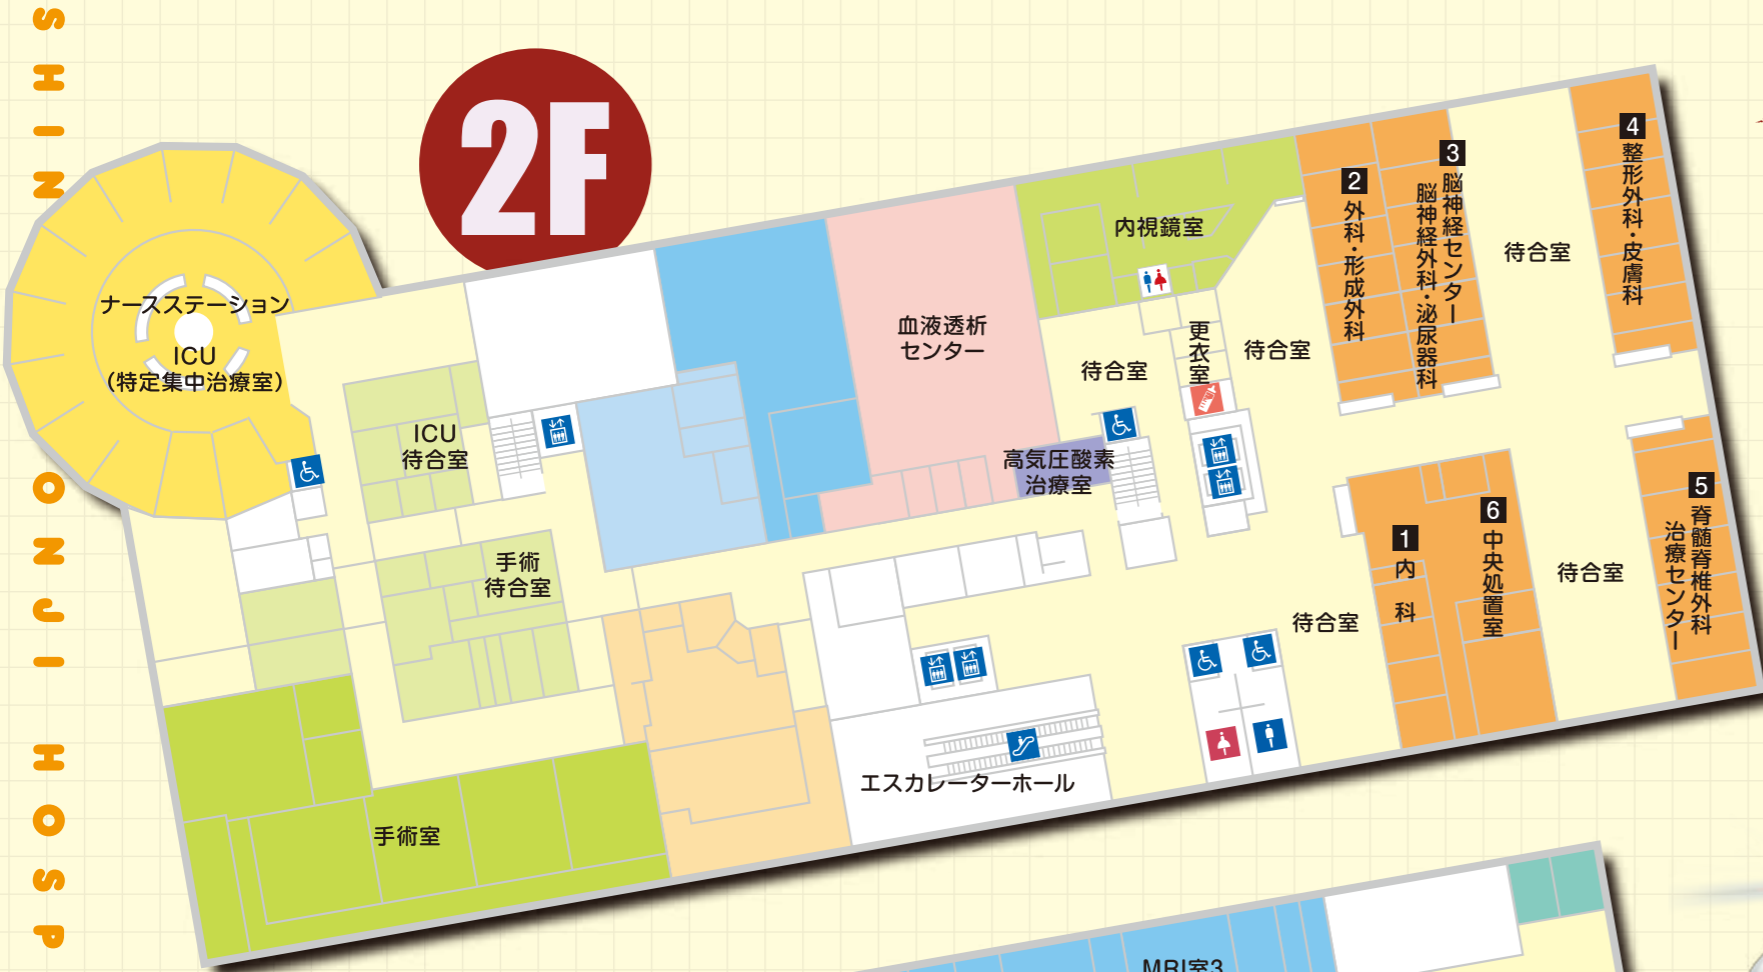 SHINONJI HOSP
2F
ナースステーション
ICU
（特定集中治療室）
ICU
待合室
手術
待合室
手術室
血液透析
センター
内視鏡室
更衣室
待合室
待合室
高気圧酸素
治療室
エスカレーターホール
2 外科・形成外科
3 脳神経センター
脳神経外科・泌尿器科
待合室
4 整形外科・皮膚科
1 内科
6 中央処置室
待合室
待合室
5 脊髄脊椎外科
治療センター
MRI室3